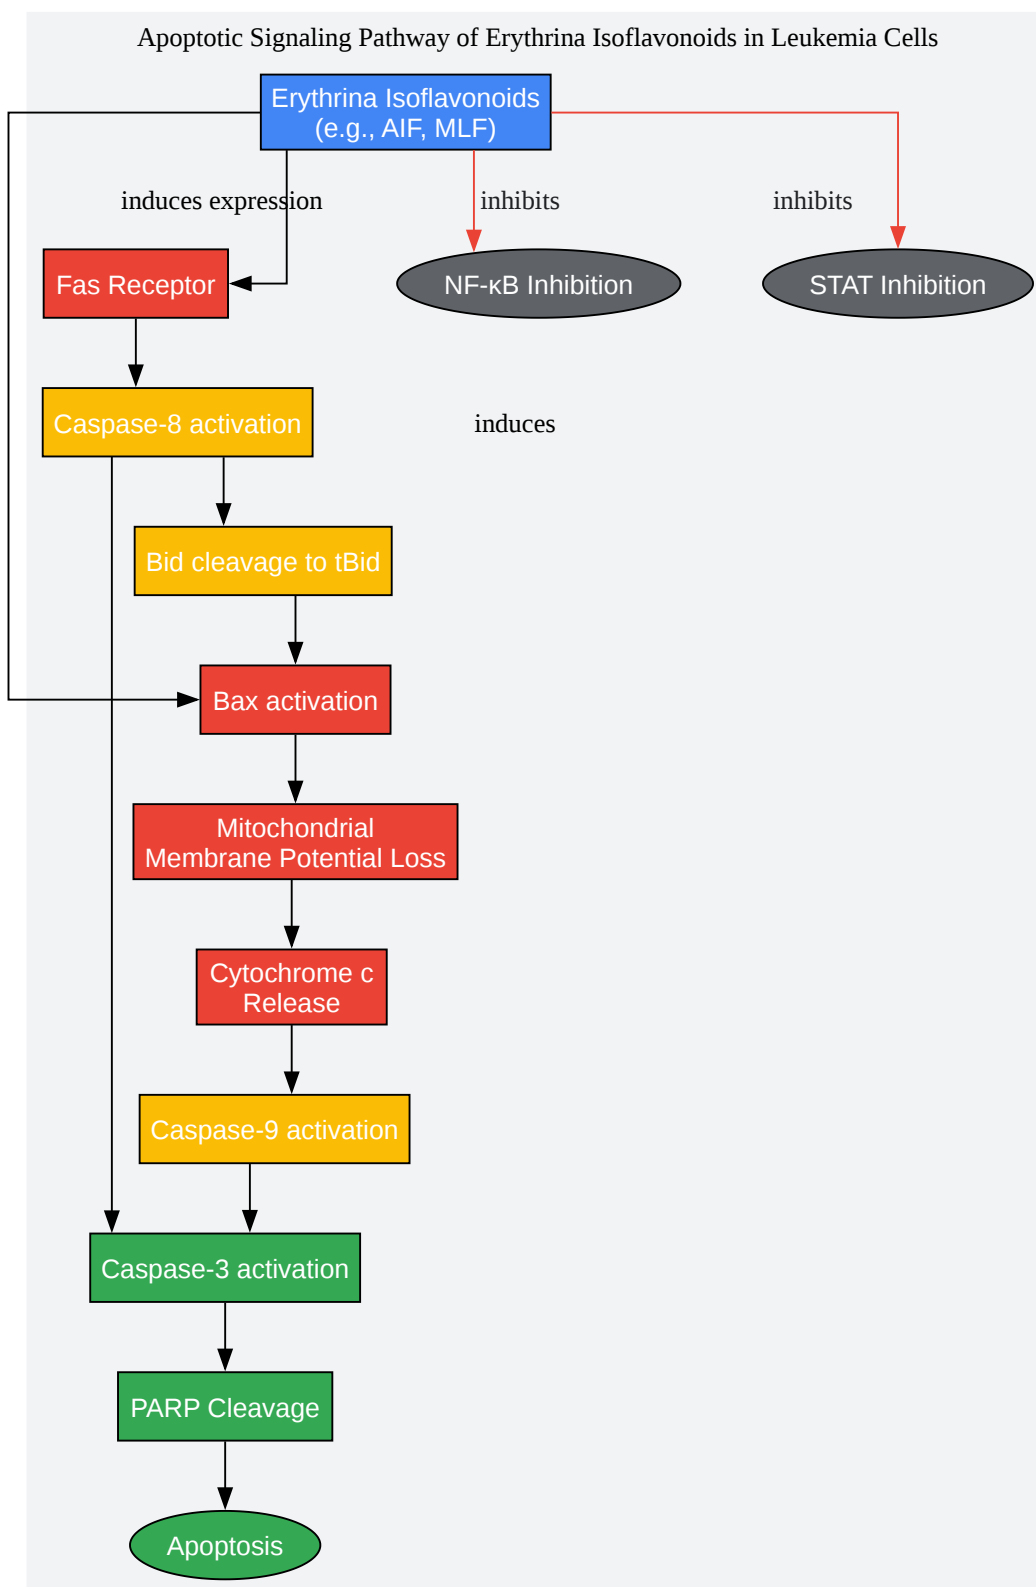 Apoptotic Signaling Pathway of Erythrina Isoflavonoids in Leukemia Cells
Erythrina Isoflavonoids
(e.g., AIF, MLF)
induces expression
inhibits
inhibits
Fas Receptor
NF-κB Inhibition
STAT Inhibition
Caspase-8 activation
induces
Bid cleavage to tBid
Bax activation
Mitochondrial
Membrane Potential Loss
Cytochrome c
Release
Caspase-9 activation
Caspase-3 activation
PARP Cleavage
Apoptosis